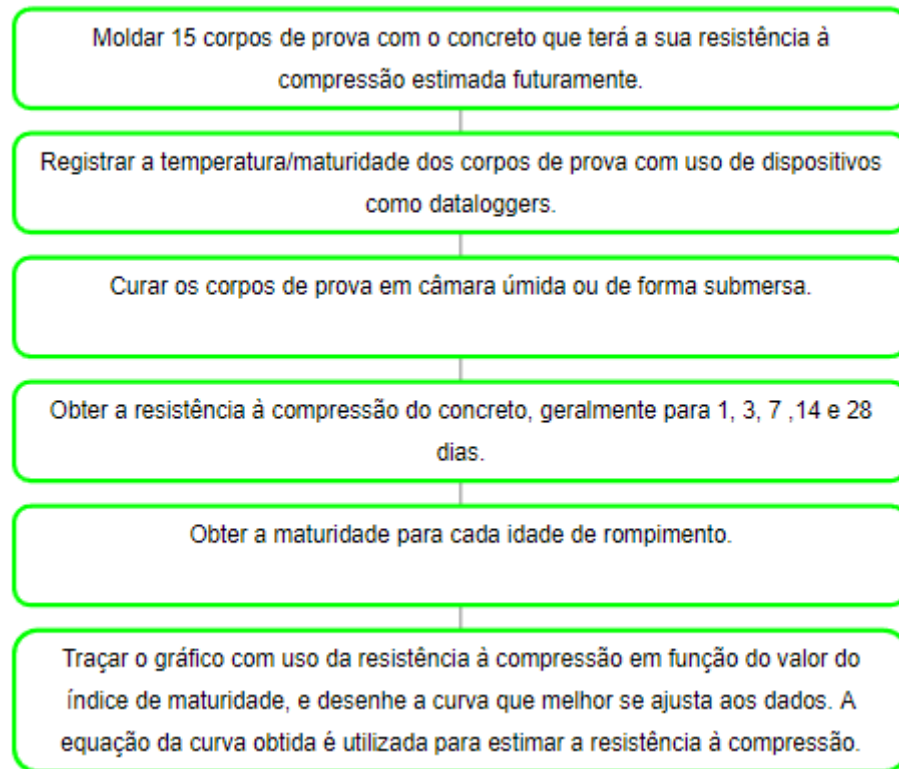 Moldar 15 corpos de prova com o concreto que terá a sua resistência à
compressão estimada futuramente.
Registrar a temperatura/maturidade dos corpos de prova com uso de dispositivos
como dataloggers.
Curar os corpos de prova em câmara úmida ou de forma submersa.
Obter a resistência à compressão do concreto, geralmente para 1, 3, 7 ,14 e 28
dias.
Obter a maturidade para cada idade de rompimento.
Traçar o gráfico com uso da resistência à compressão em função do valor do
índice de maturidade, e desenhe a curva que melhor se ajusta aos dados. A
equação da curva obtida é utilizada para estimar a resistência à compressão.